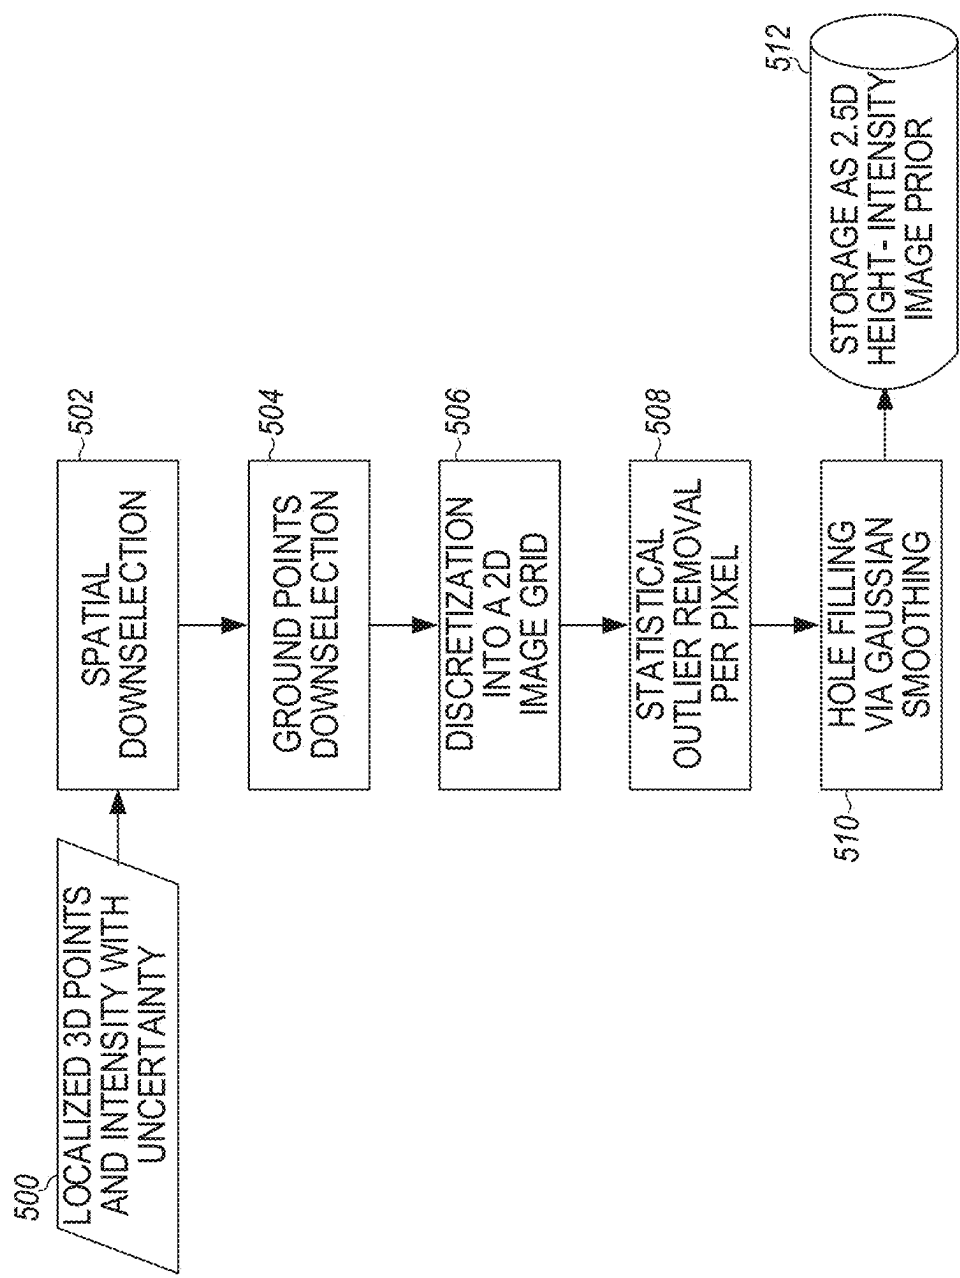 500
LOCALIZED 3D POINTS
AND INTENSITY WITH
UNCERTAINTY
502
SPATIAL
DOWNSELECTION
504
GROUND POINTS
DOWNSELECTION
506
DISCRETIZATION
INTO A 2D
IMAGE GRID
508
STATISTICAL
OUTLIER REMOVAL
PER PIXEL
510
HOLE FILLING
VIA GAUSSIAN
SMOOTHING
512
STORAGE AS 2.5D
HEIGHT- INTENSITY
IMAGE PRIOR